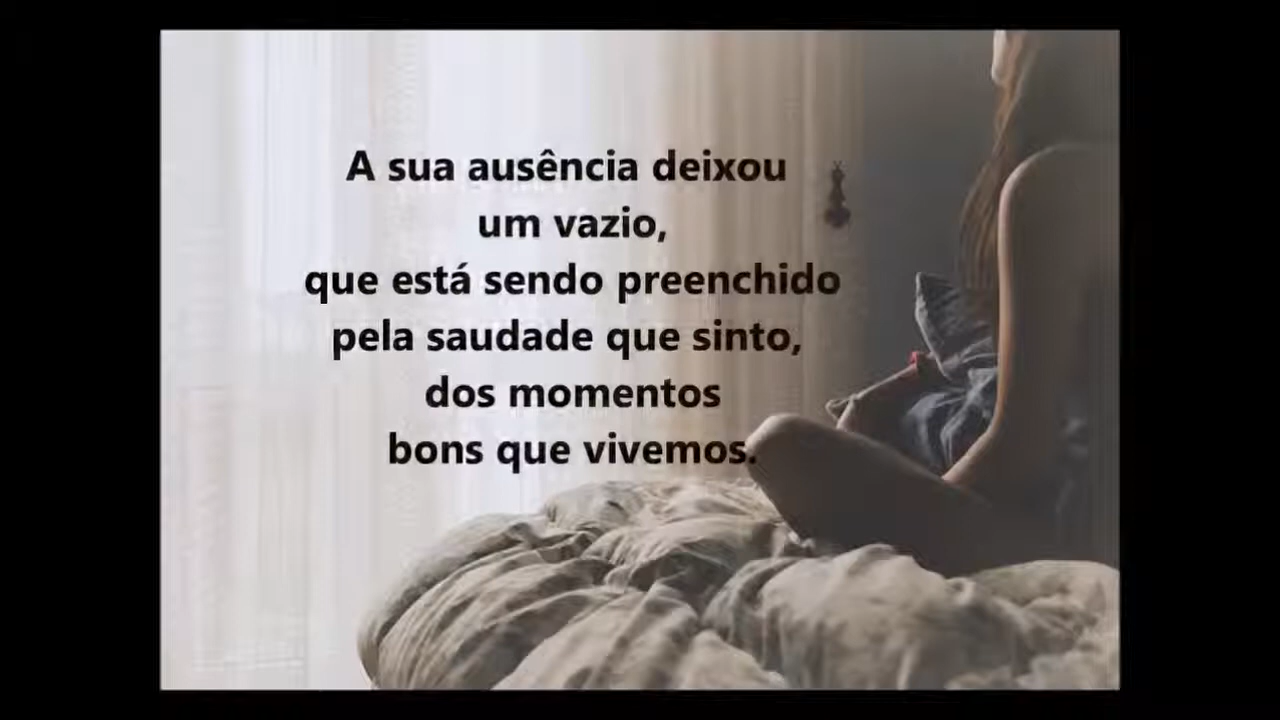 A sua ausência deixou
um vazio,
que está sendo preenchido
pela saudade que sinto,
dos momentos
bons que vivemos.